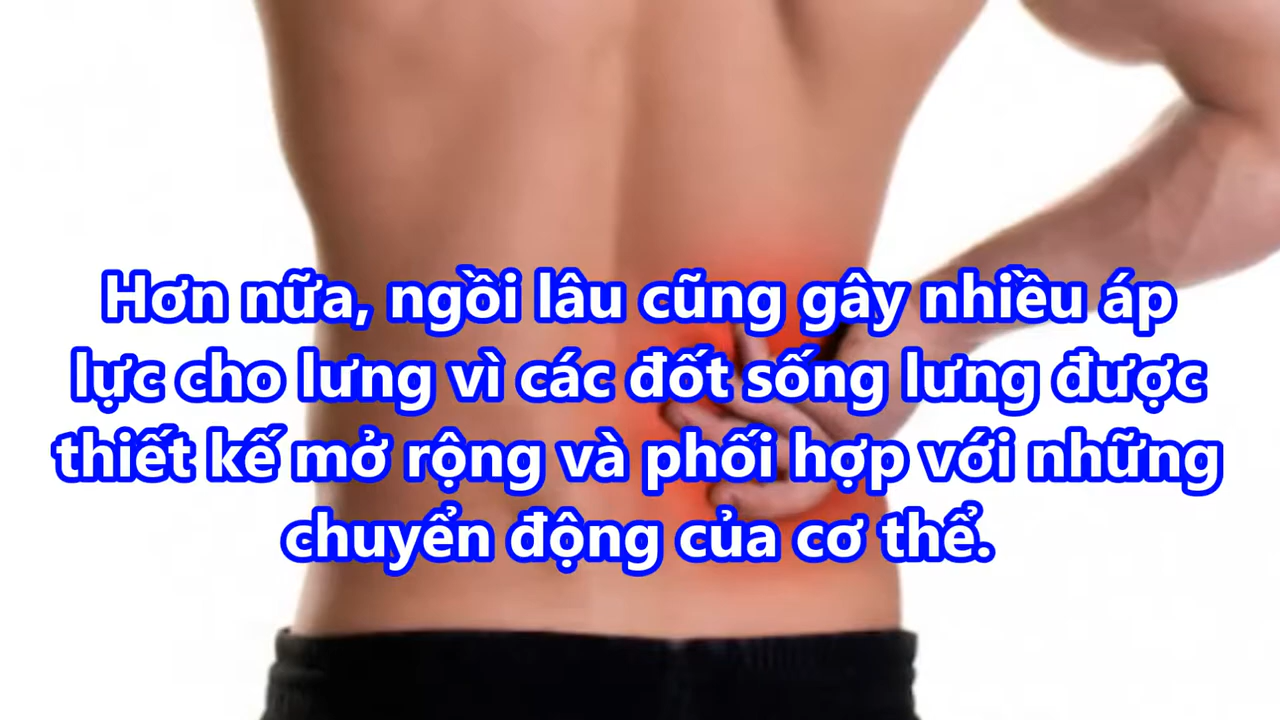 Hơn nữa, ngồi lâu cũng gây nhiều áp
lực cho lưng vì các đốt sống lưng được
thiết kế mở rộng và phối hợp với những
chuyển động của cơ thể.